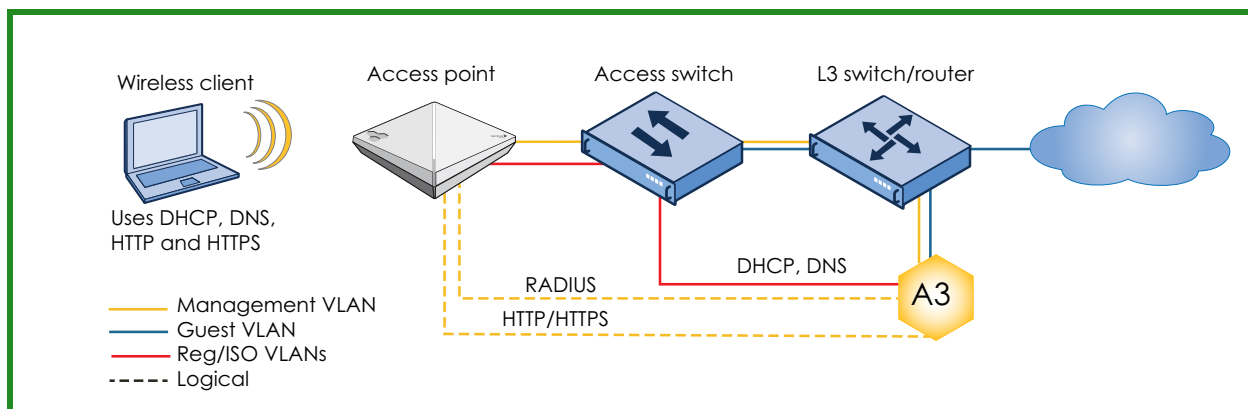 Wireless client
Access point
Access switch
L3 switch/router
Uses DHCP, DNS,
HTTP and HTTPS
DHCP, DNS
RADIUS
HTTP/HTTPS
A3
Management VLAN
Guest VLAN
Reg/ISO VLANs
Logical